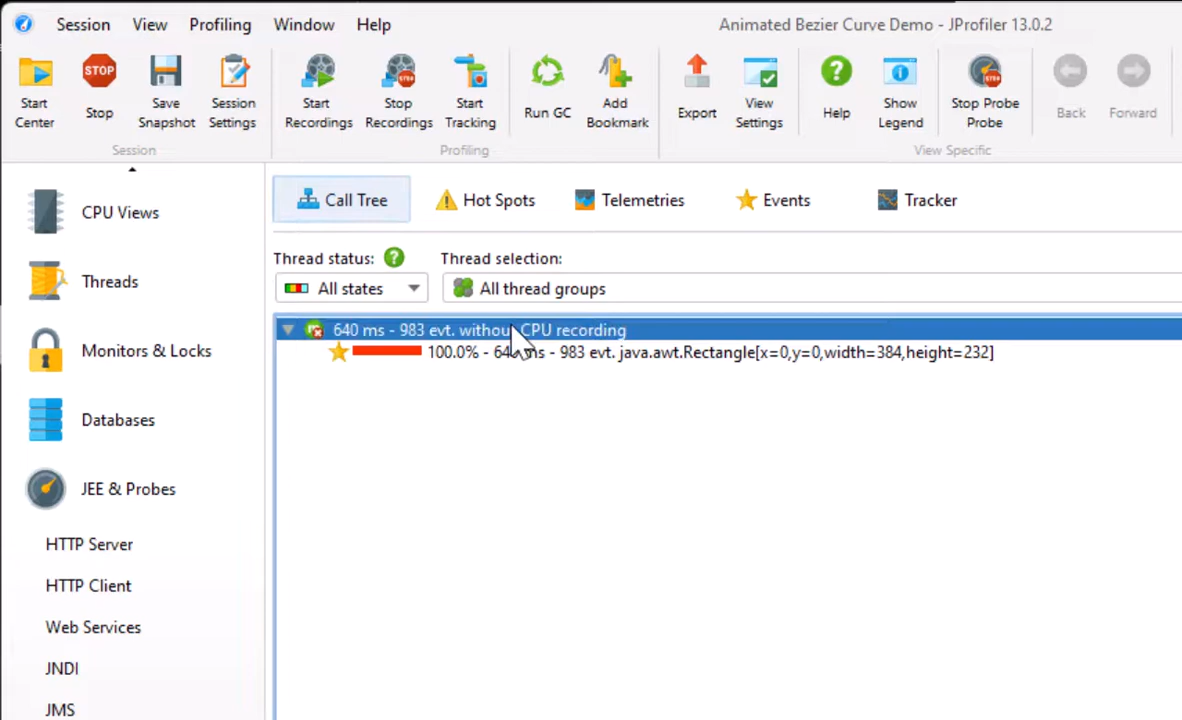 Session View Profiling Window Help
Animated Bezier Curve Demo - JProfiler 13.0.2
Start Center
STOP Stop
Save Snapshot
Session Settings
Start Recordings
STOP Stop Recordings
Start Tracking
Run GC
Add Bookmark
Export
View Settings
Help
Show Legend
STOP Stop Probe Probe
Back
Forward
Session
Profiling
View Specific
CPU Views
Threads
Monitors & Locks
Databases
JEE & Probes
HTTP Server
HTTP Client
Web Services
JNDI
JMS
Call Tree Hot Spots Telemetries Events Tracker
Thread status: Thread selection:
All states All thread groups
640 ms - 983 evt. without CPU recording
100.0% - 64 ms - 983 evt. java.awt.Rectangle[x=0,y=0,width=384,height=232]